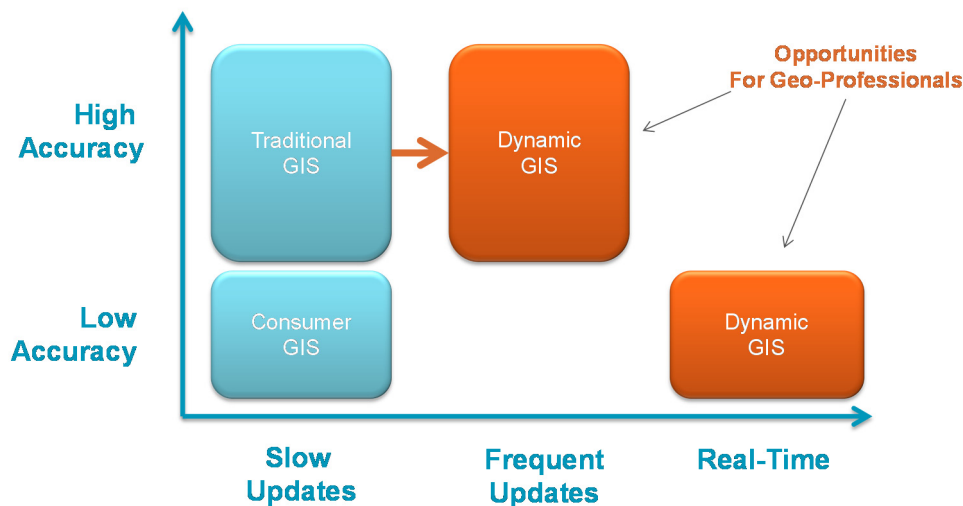 Opportunities
For Geo-Professionals
High
Accuracy
Traditional
GIS
Dynamic
GIS
Low
Accuracy
Consumer
GIS
Dynamic
GIS
Slow
Updates
Frequent
Updates
Real-Time